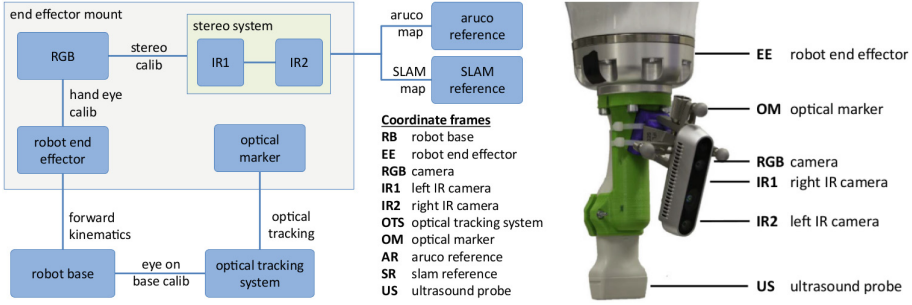 end effector mount
stereo system
RGB
stereo
calib
IR1
IR2
aruco
map
aruco
reference
SLAM
map
SLAM
reference
hand eye
calib
robot end
effector
optical
marker
forward
kinematics
optical
tracking
robot base
eye on
base calib
optical tracking
system
Coordinate frames
RB robot base
EE robot end effector
RGB camera
IR1 left IR camera
IR2 right IR camera
OTS optical tracking system
OM optical marker
AR aruco reference
SR slam reference
US ultrasound probe
EE robot end effector
OM optical marker
RGB camera
IR1 right IR camera
IR2 left IR camera
US ultrasound probe